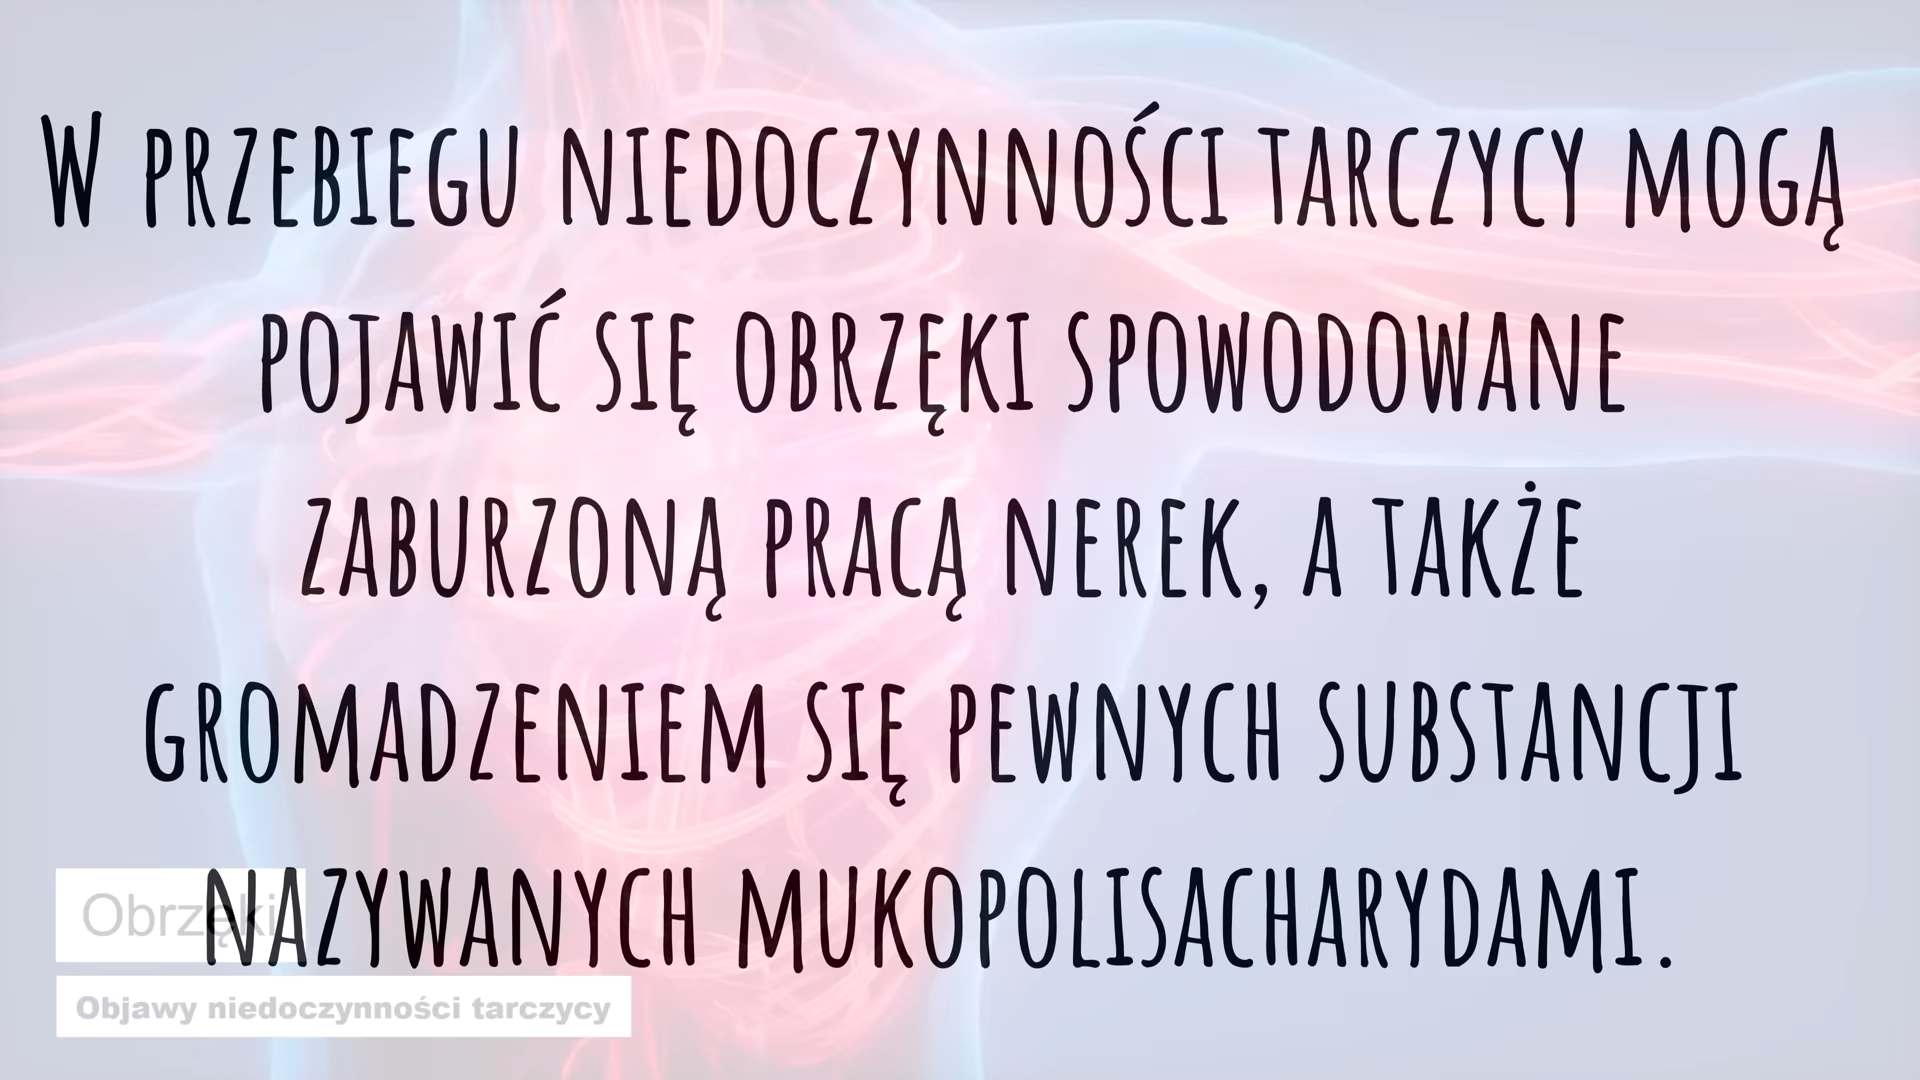 W PRZEBIEGU NIEDOCZYNNOŚCI TARCZYCY MOGĄ
POJAWIĆ SIĘ OBRZĘKI SPOWODOWANE
ZABURZONĄ PRACĄ NEREK, A TAKŻE
GROMADZENIEM SIĘ PEWNYCH SUBSTANCJI
NAZYWANYCH MUKOPOLISACHARYDAMI.
Obrzęki
Objawy niedoczynności tarczycy